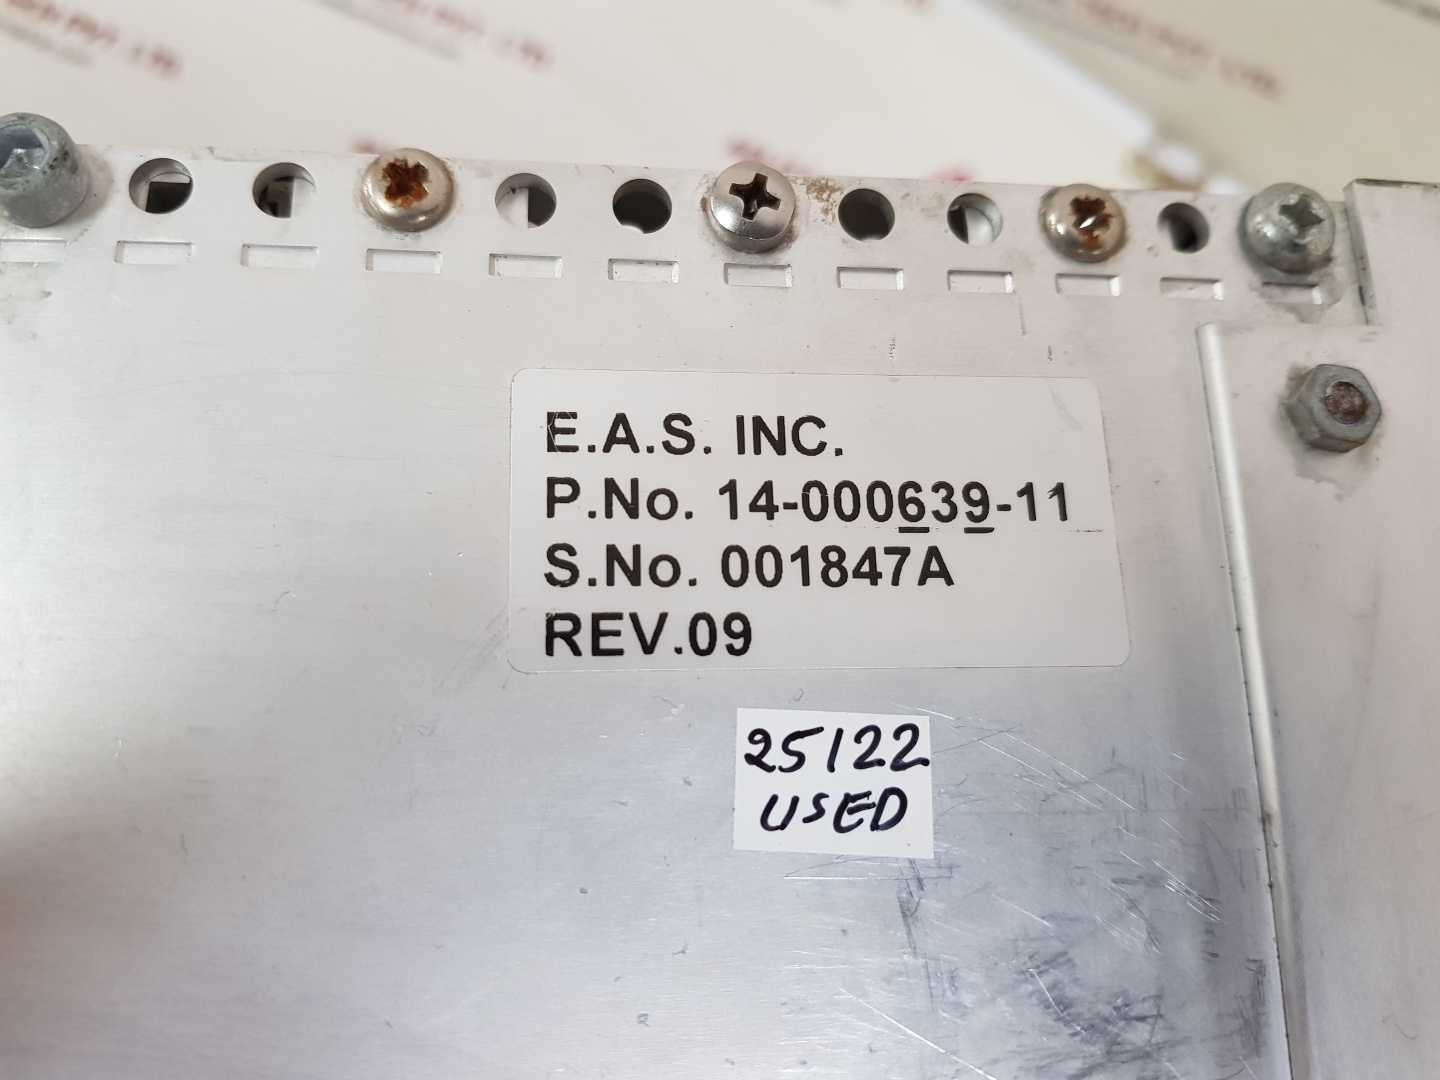 E.A.S. INC.
P.No. 14-000639-11
S.No. 001847A
REV.09
25122
USED